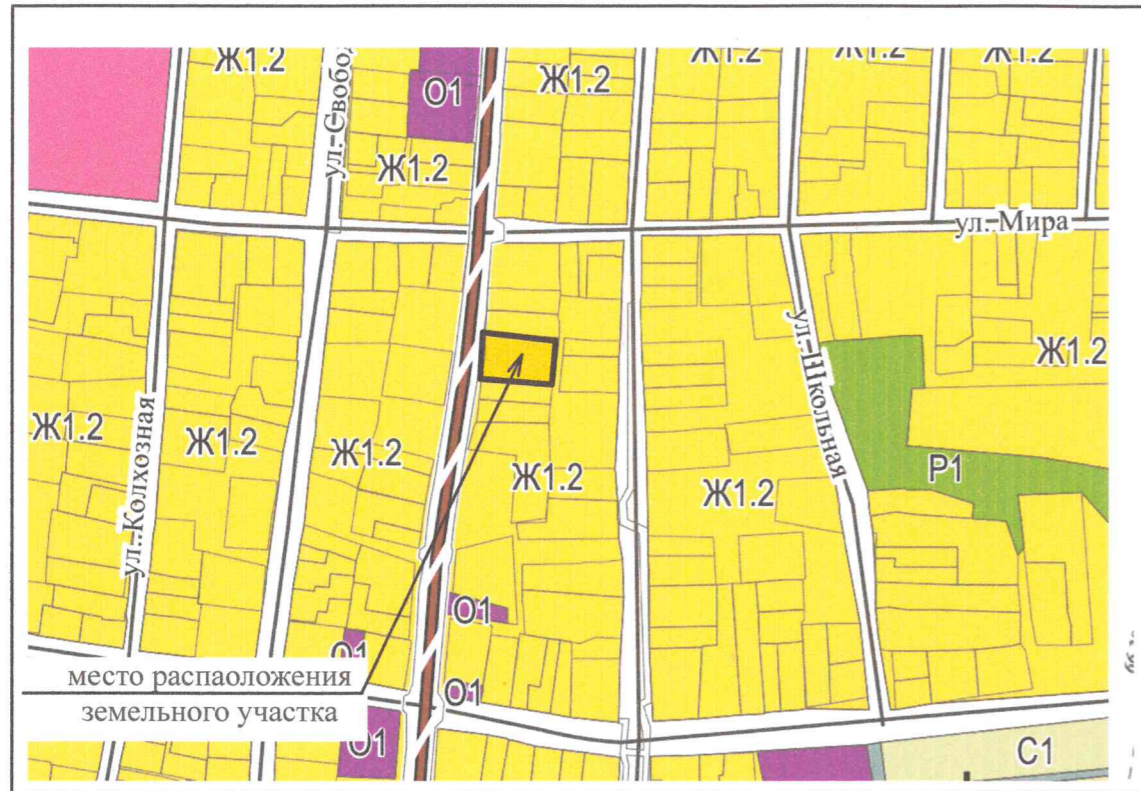 Ж1.2
О1
Ж1.2
Ж1.2
Ж1.2
Ж1.2
ул. Свобо
Ж1.2
ул. Мира
ул. Школьная
Ж1.2
Ж1.2
Ж1.2
Ж1.2
Ж1.2
Ж1.2
Р1
ул. Колхозная
О1
О1
место распаоложения
земельного участка
О1
О1
С1